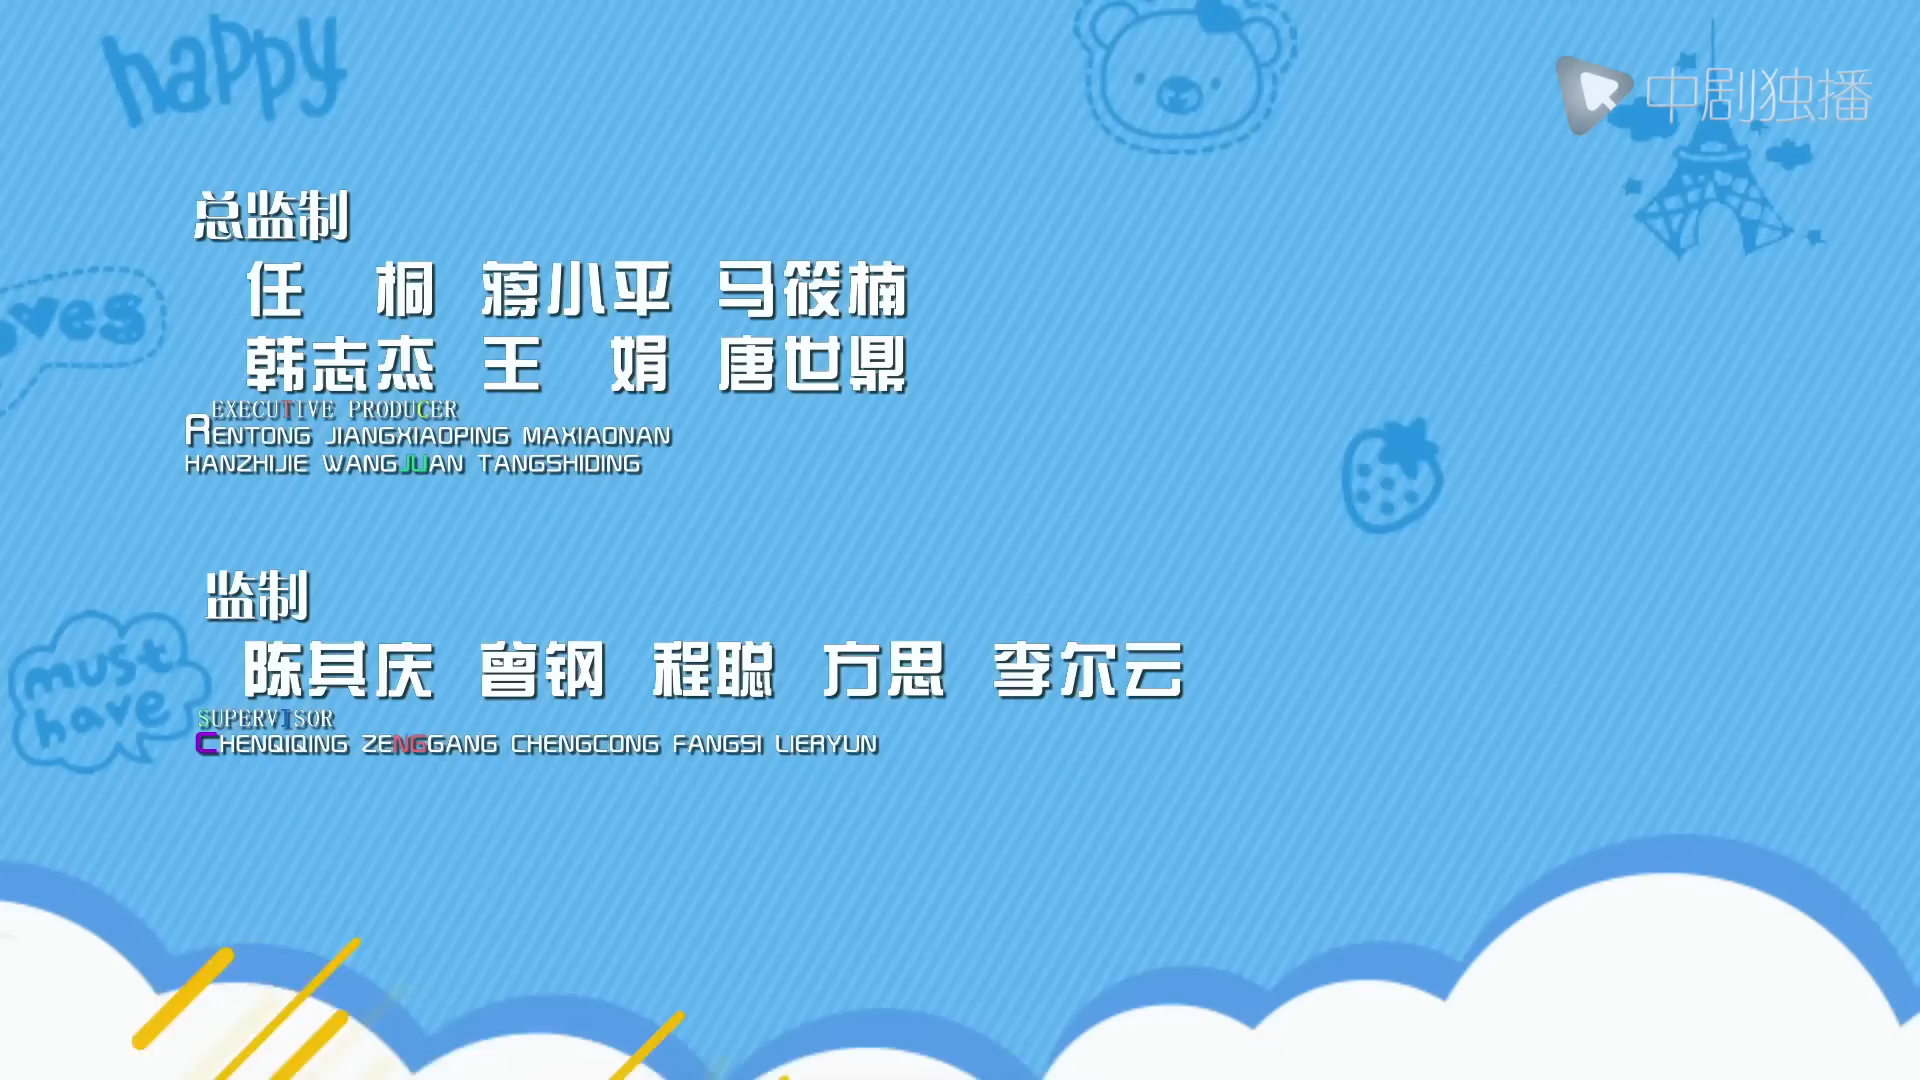 happy
中剧独播
总监制
任 桐 蒋小平 马筱楠
韩志杰 王 娟 唐世鼎
EXECUTIVE PRODUCER
RENTONG JIANGXIAOPING MAXIAONAN
HANZHIJIE WANGJUAN TANGSHIDING
监制
陈其庆 曾钢 程聪 方思 李尔云
must
have
SUPERVISOR
CHENQIQING ZENGGANG CHENGCONG FANGSI LIERYUN